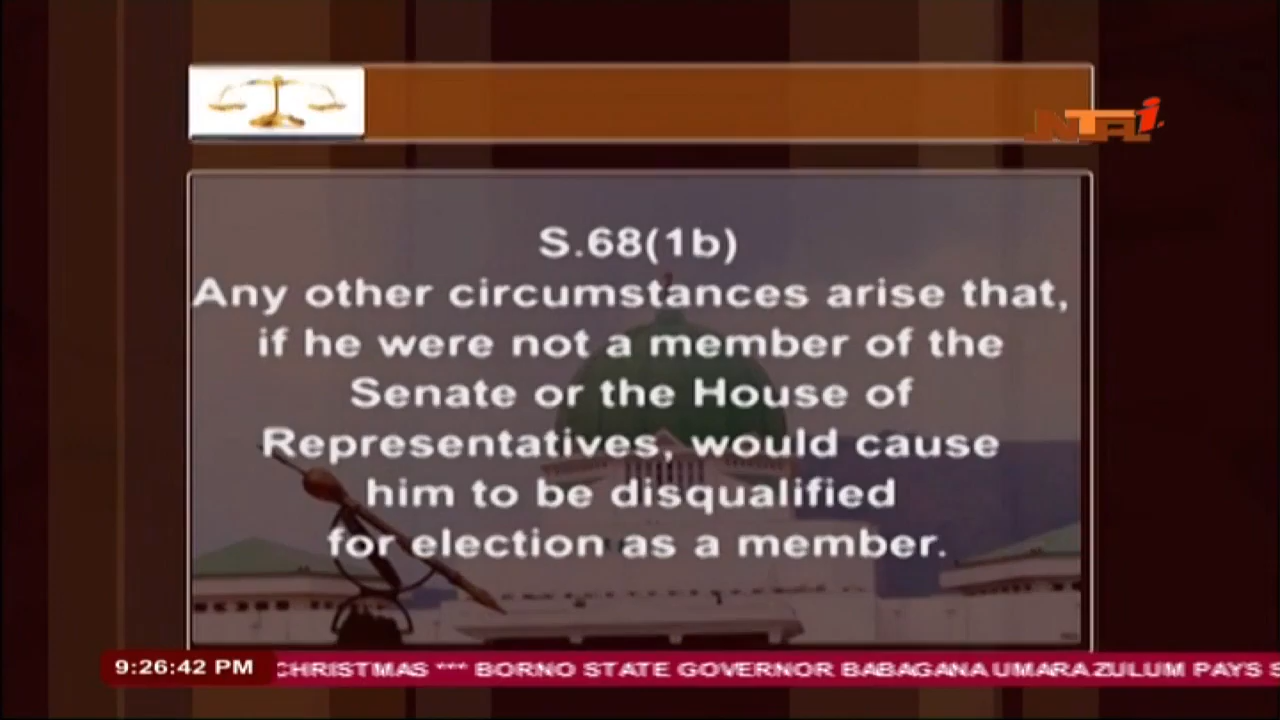 NTAi
S.68(1b)
Any other circumstances arise that,
if he were not a member of the
Senate or the House of
Representatives, would cause
him to be disqualified
for election as a member.
9:26:42 PM CHRISTMAS *** BORNO STATE GOVERNOR BABAGANA UMARA ZULUM PAYS S